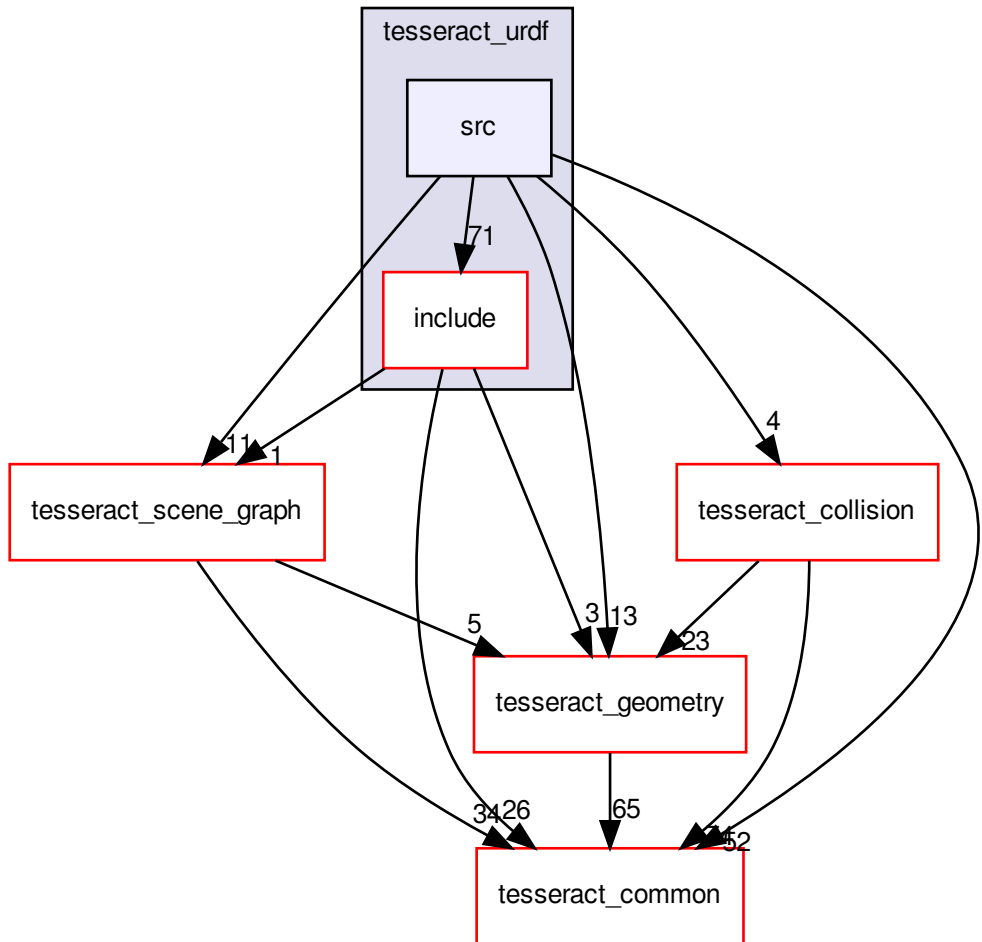 tesseract_urdf
src
71
include
4
11
1
tesseract_scene_graph
tesseract_collision
5
3
13
23
tesseract_geometry
34
26
65
52
tesseract_common